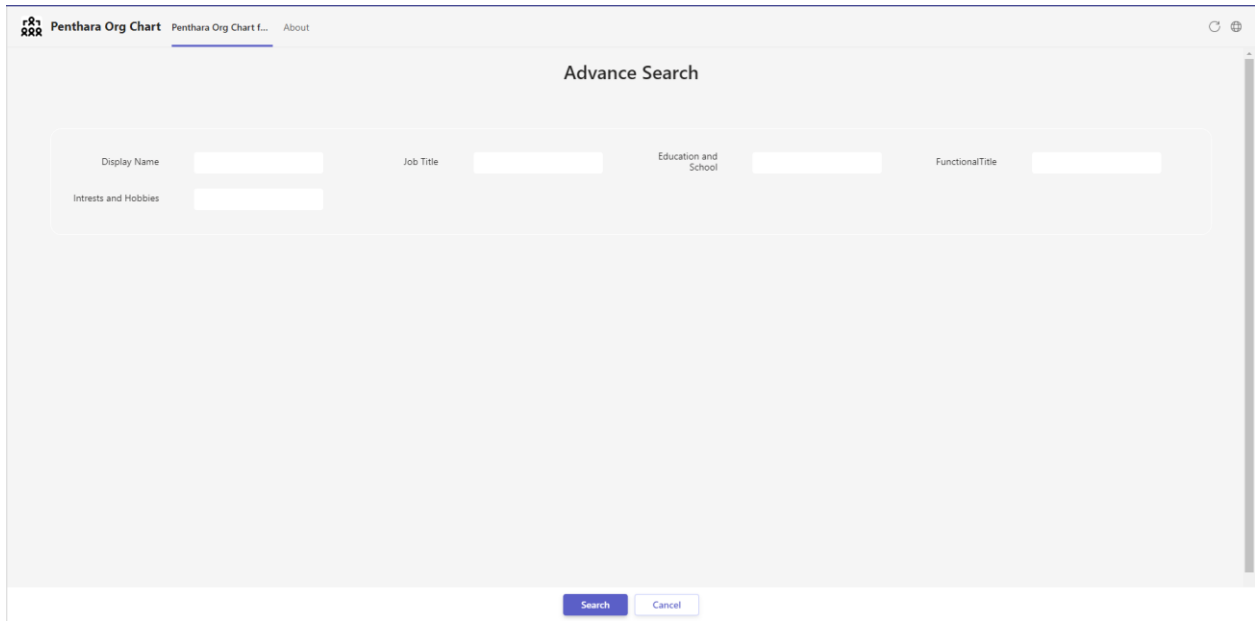 Penthara Org Chart Penthara Org Chart f... About
Advance Search
Display Name Job Title Education and School FunctionalTitle
Intrests and Hobbies
Search Cancel